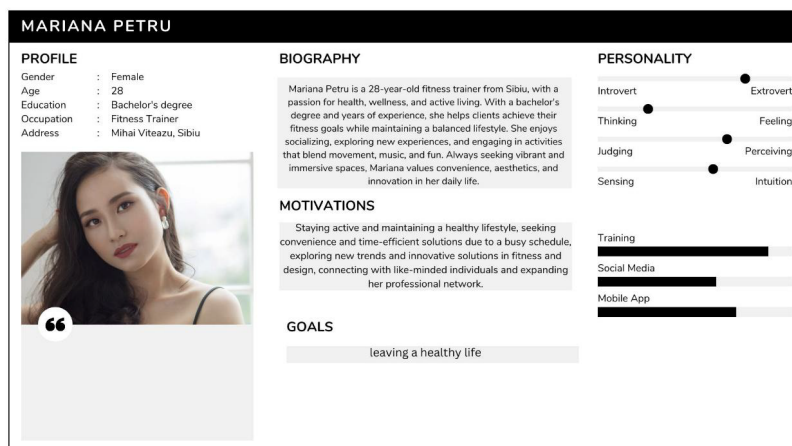 MARIANA PETRU
PROFILE
Gender : Female
Age : 28
Education : Bachelor's degree
Occupation : Fitness Trainer
Address : Mihai Viteazu, Sibiu
BIOGRAPHY
Mariana Petru is a 28-year-old fitness trainer from Sibiu, with a
passion for health, wellness, and active living. With a bachelor's
degree and years of experience, she helps clients achieve their
fitness goals while maintaining a balanced lifestyle. She enjoys
socializing, exploring new experiences, and engaging in activities
that blend movement, music, and fun. Always seeking vibrant and
immersive spaces, Mariana values convenience, aesthetics, and
innovation in her daily life.
MOTIVATIONS
Staying active and maintaining a healthy lifestyle, seeking
convenience and time-efficient solutions due to a busy schedule,
exploring new trends and innovative solutions in fitness and
design, connecting with like-minded individuals and expanding
her professional network.
GOALS
leaving a healthy life
PERSONALITY
Introvert Extrovert
Thinking Feeling
Judging Perceiving
Sensing Intuition
Training
Social Media
Mobile App